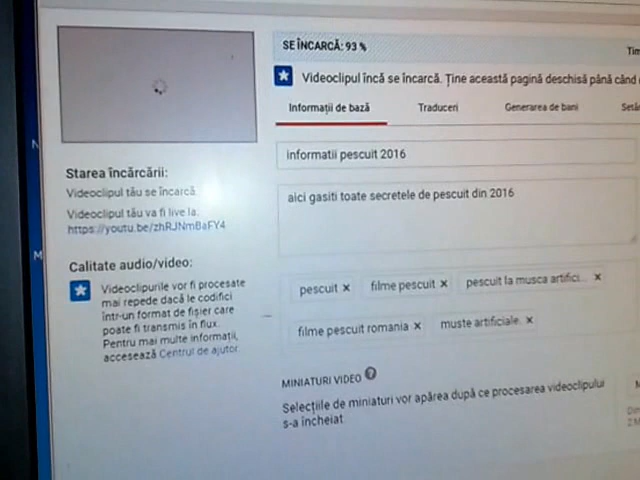 SE ÎNCARCĂ: 93 %
Videoclipul încă se încarcă. Ține această pagină deschisă până când
Informații de bază
Traduceri
Generarea de bani
informatii pescuit 2016
aici gasiti toate secretele de pescuit din 2016
Starea încărcării:
Videoclipul tău se încarcă.
Videoclipul tău va fi live la:
https://youtu.be/zhRJNmBaFY4
Calitate audio/video:
Videoclipurile vor fi procesate
mai repede dacă le codifici
într-un format de fișier care
poate fi transmis în flux.
Pentru mai multe informații,
accesează Centrul de ajutor.
pescuit × filme pescuit × pescuit la musca artifici... ×
filme pescuit romania × muste artificiale. ×
MINIATURI VIDEO ?
Selecțiile de miniaturi vor apărea după ce procesarea videoclipului
s-a încheiat.